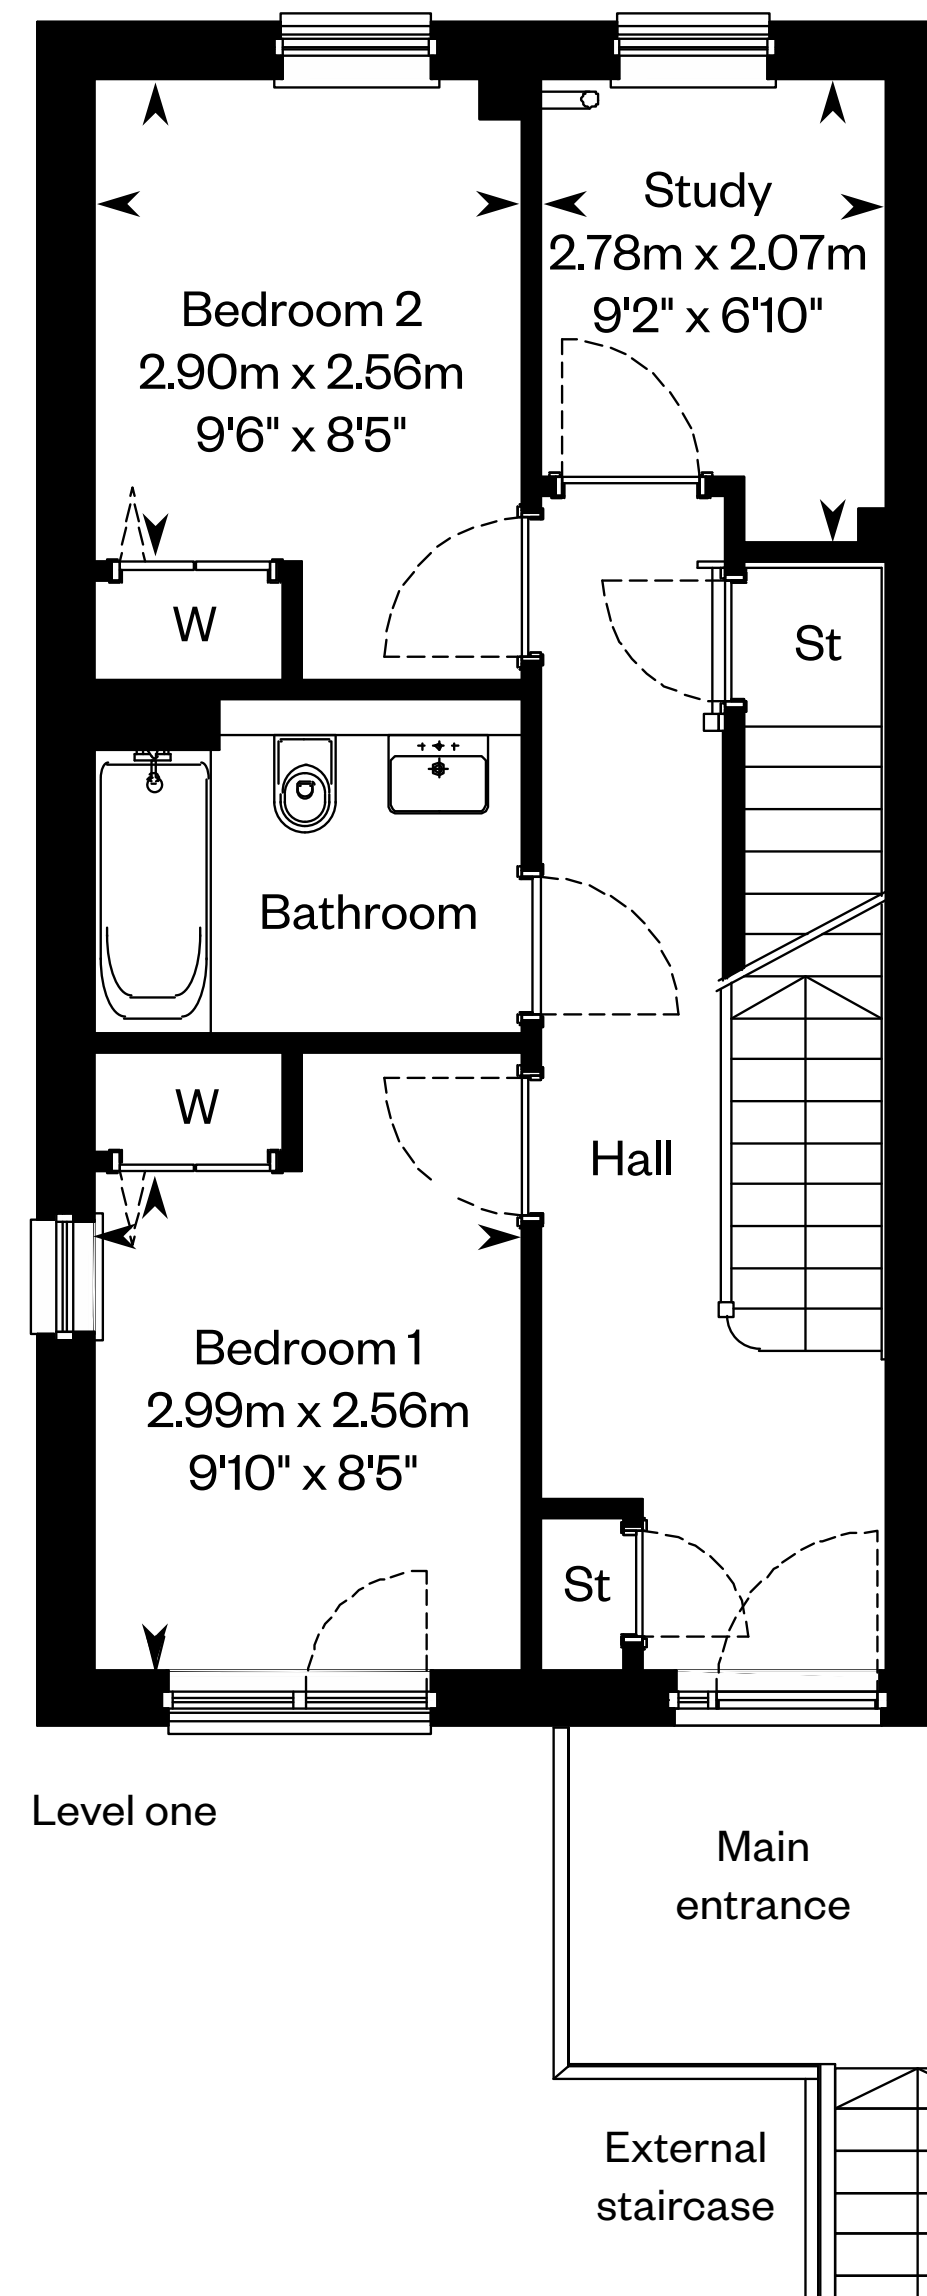 Study
2.78m x 2.07m
9'2" x 6'10"
Bedroom 2
2.90m x 2.56m
9'6" x 8'5"
W
St
Bathroom
W
Hall
Bedroom 1
2.99m x 2.56m
9'10" x 8'5"
St
Level one
Main
entrance
External
staircase